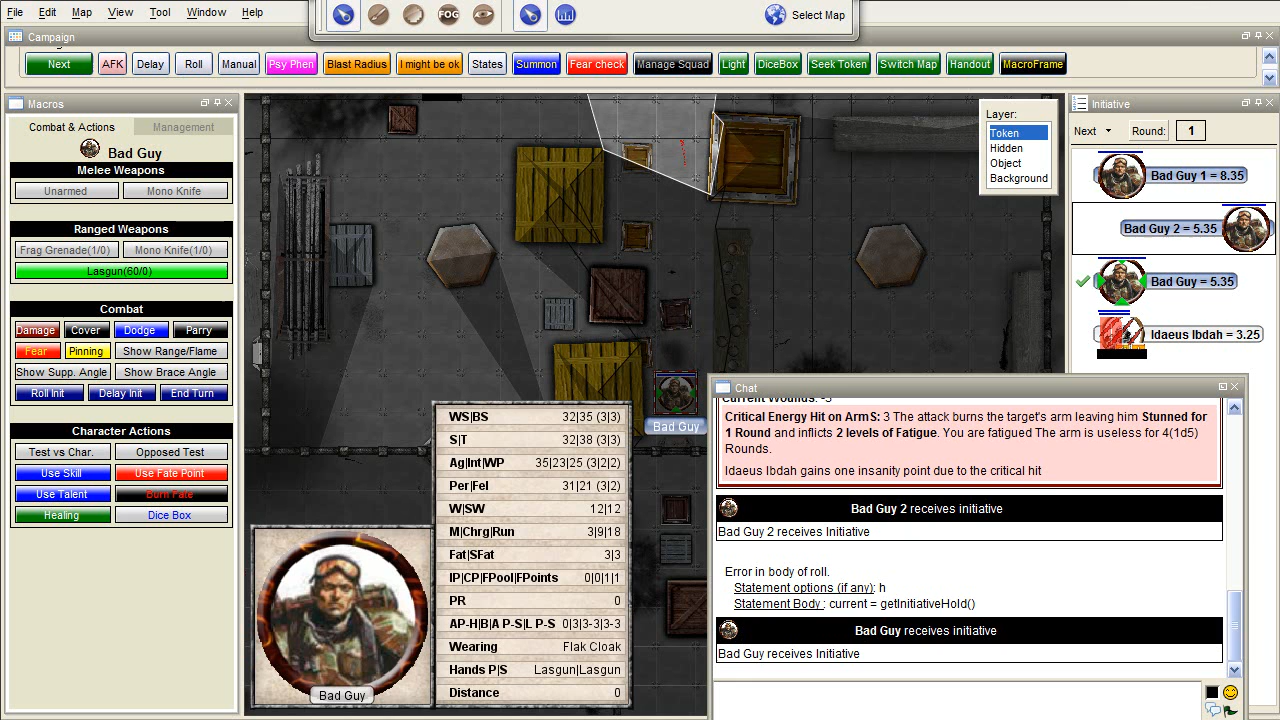 File Edit Map View Tool Window Help
FOG
Select Map
Campaign
Next AFK Delay Roll Manual Psy Phen Blast Radius I might be ok States Summon Fear check Manage Squad Light DiceBox Seek Token Switch Map Handout MacroFrame
Macros
Combat & Actions Management
Bad Guy
Melee Weapons
Unarmed Mono Knife
Ranged Weapons
Frag Grenade(1/0) Mono Knife(1/0)
Lasgun(60/0)
Combat
Damage Cover Dodge Parry
Fear Pinning Show Range/Flame
Show Supp. Angle Show Brace Angle
Roll Init Delay Init End Turn
Character Actions
Test vs Char. Opposed Test
Use Skill Use Fate Point
Use Talent Burn Fate
Healing Dice Box
Layer:
Token
Hidden
Object
Background
Initiative
Next Round: 1
Bad Guy 1 = 8.35
Bad Guy 2 = 5.35
Bad Guy = 5.35
Idaeus Ibdah = 3.25
Bad Guy
WS|BS 32|35 (3|3)
S|T 32|38 (3|3)
Ag|Int|WP 35|23|25 (3|2|2)
Per|Fel 31|21 (3|2)
W|SW 12|12
M|Chrg|Run 3|9|18
Fat|SFat 3|3
IP|CP|FPool|FPoints 0|0|1|1
PR 0
AP-H|B|A P-S|L P-S 0|3|3-3|3-3
Wearing Flak Cloak
Hands P|S Lasgun|Lasgun
Distance 0
Bad Guy
Chat
Current Wounds: -3
Critical Energy Hit on ArmS: 3 The attack burns the target's arm leaving him Stunned for
1 Round and inflicts 2 levels of Fatigue. You are fatigued The arm is useless for 4(1d5)
Rounds.
Idaeus Ibdah gains one insanity point due to the critical hit
Bad Guy 2 receives initiative
Bad Guy 2 receives Initiative
Error in body of roll.
Statement options (if any): h
Statement Body : current = getInitiativeHold()
Bad Guy receives initiative
Bad Guy receives Initiative